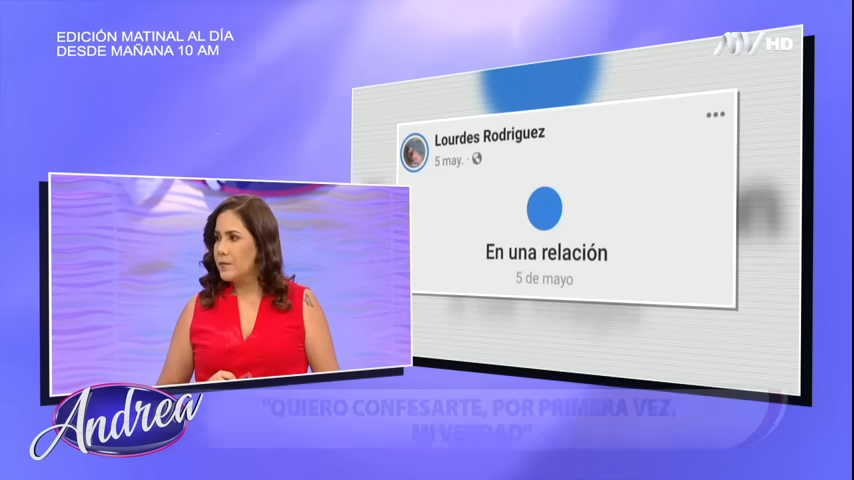 EDICIÓN MATINAL AL DÍA
DESDE MAÑANA 10 AM
ATV HD
Lourdes Rodriguez
5 may.
En una relación
5 de mayo
Andrea
"QUIERO CONFESARTE, POR PRIMERA VEZ,
MI VERDAD"